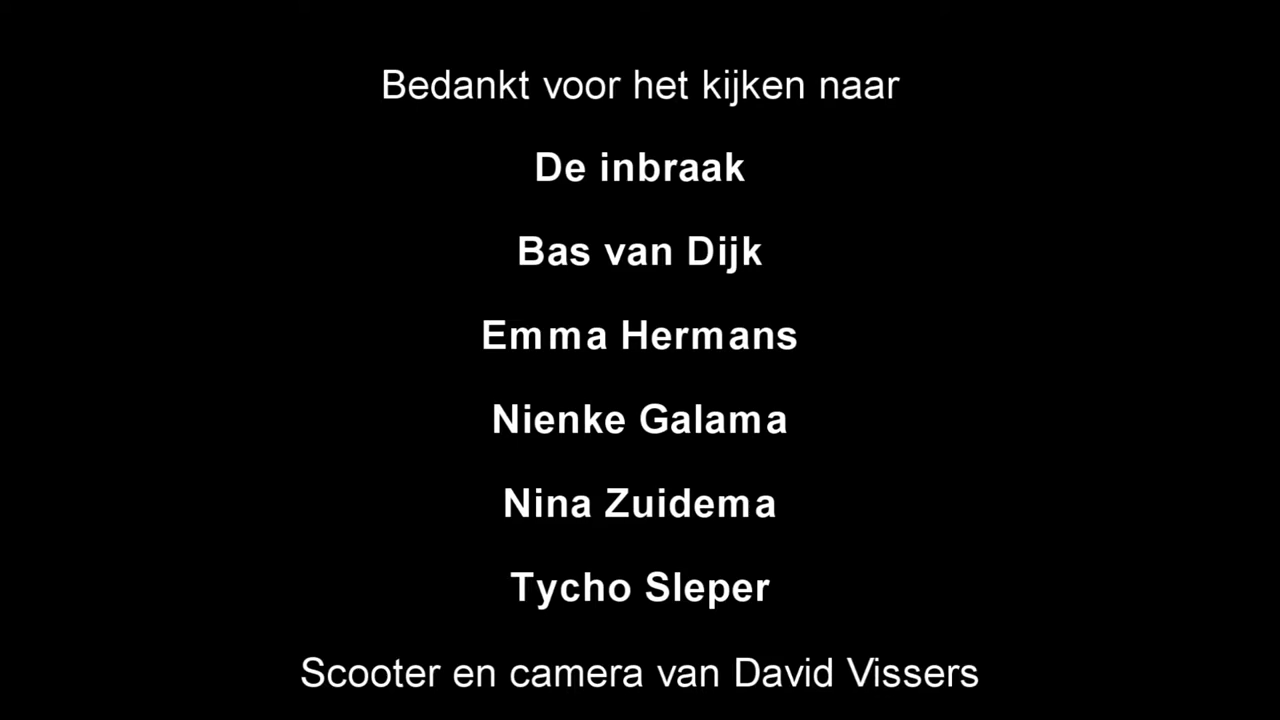 Bedankt voor het kijken naar
De inbraak
Bas van Dijk
Emma Hermans
Nienke Galama
Nina Zuidema
Tycho Sleper
Scooter en camera van David Vissers